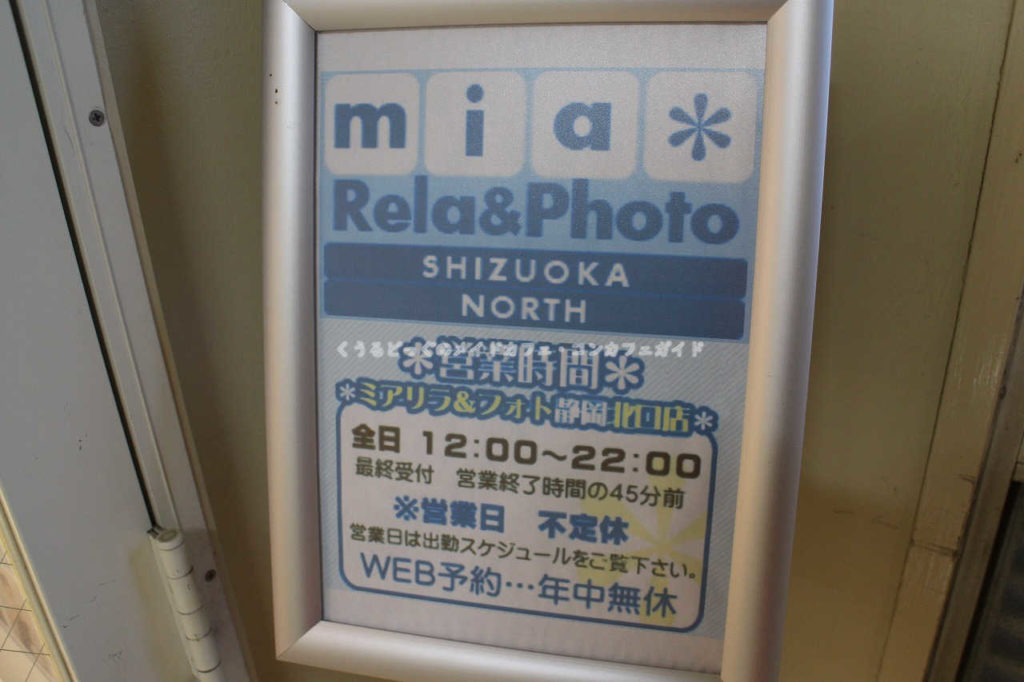 mia*
Rela&Photo
SHIZUOKA
NORTH
くうるどっぐのメイドカフェ・コンカフェガイド
*営業時間*
*ミアリラ&フォト静岡北口店*
全日 12:00～22:00
最終受付 営業終了時間の45分前
※営業日 不定休
営業日は出勤スケジュールをご覧下さい。
WEB予約…年中無休